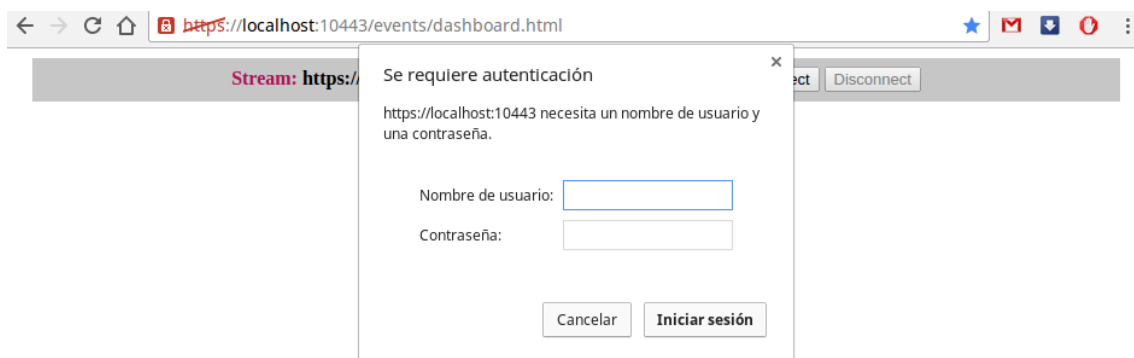 https://localhost:10443/events/dashboard.html
Stream: https:/
Disconnect
Se requiere autenticación
https://localhost:10443 necesita un nombre de usuario y
una contraseña.
Nombre de usuario:
Contraseña:
Cancelar Iniciar sesión